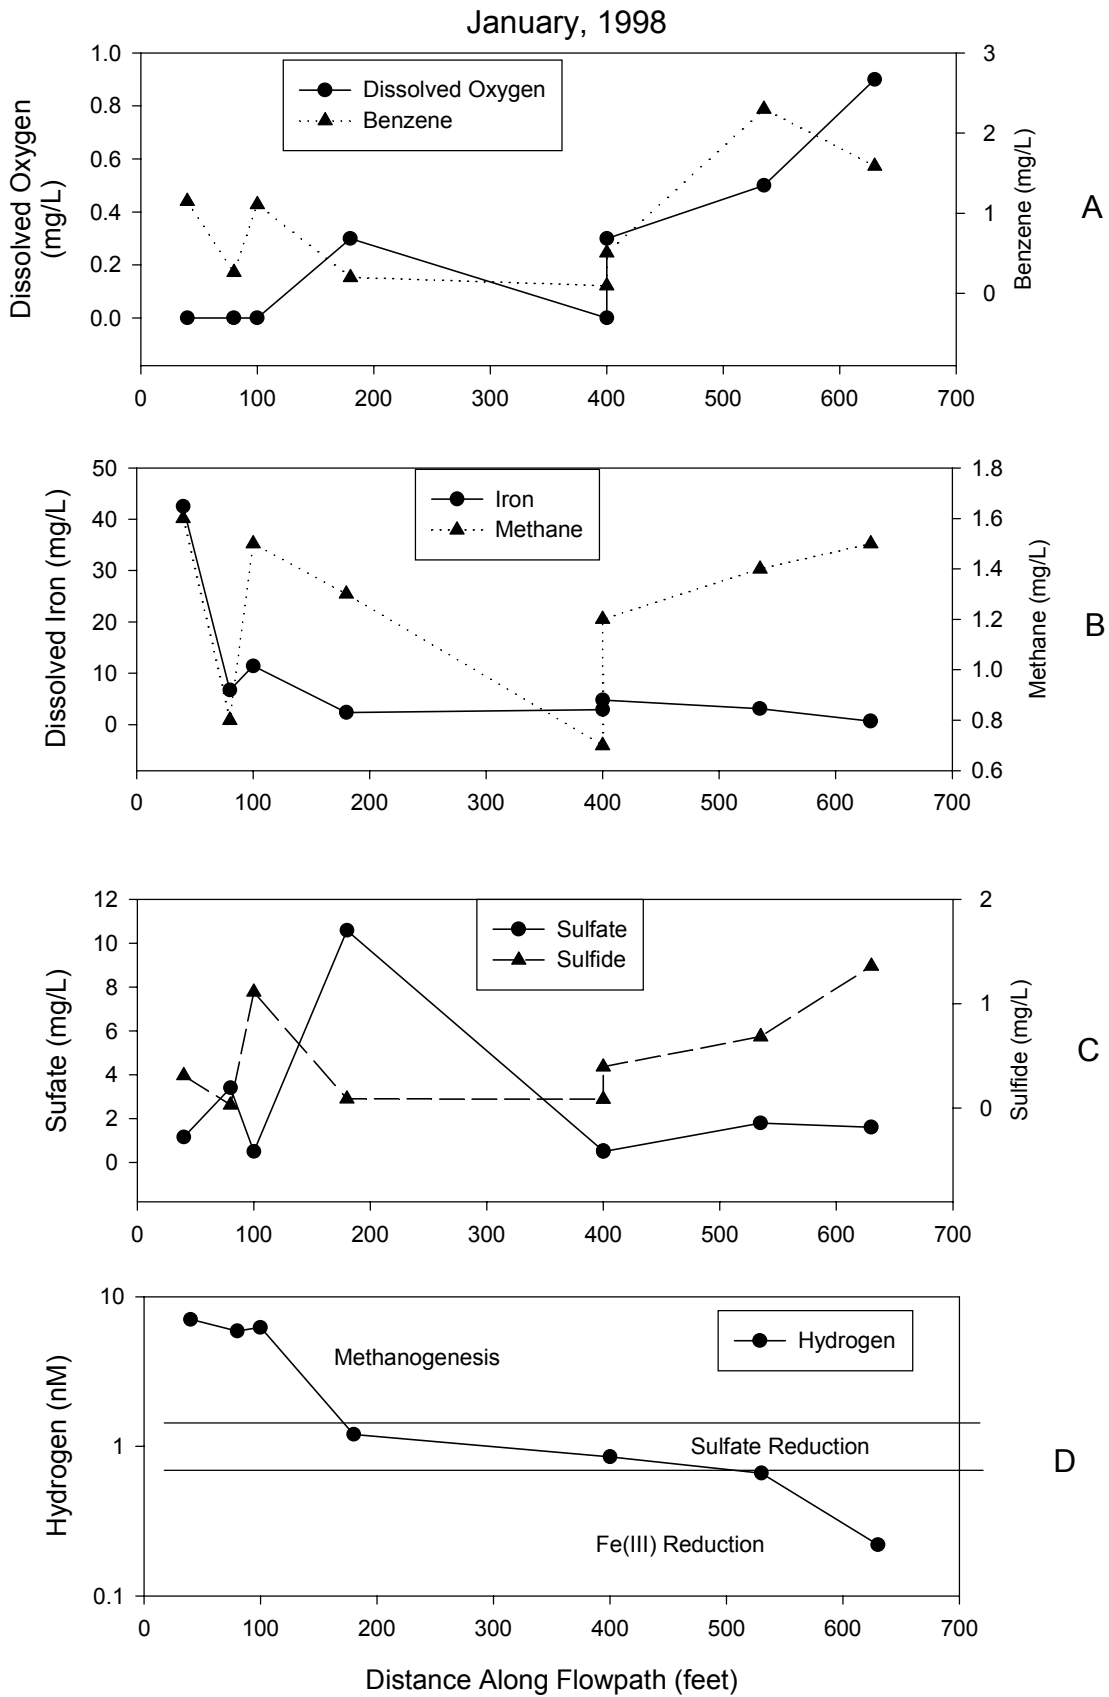 January, 1998
1.0
0.8
0.6
0.4
0.2
0.0
Dissolved Oxygen
(mg/L)
Dissolved Oxygen
Benzene
3
2
1
0
Benzene (mg/L)
A
0 100 200 300 400 500 600 700
50
40
30
20
10
0
Dissolved Iron (mg/L)
Iron
Methane
1.8
1.6
1.4
1.2
1.0
0.8
0.6
Methane (mg/L)
B
0 100 200 300 400 500 600 700
12
10
8
6
4
2
0
Sufate (mg/L)
Sulfate
Sulfide
2
1
0
Sulfide (mg/L)
C
0 100 200 300 400 500 600 700
10
1
0.1
Hydrogen (nM)
Hydrogen
Methanogenesis
Sulfate Reduction
Fe(III) Reduction
D
0 100 200 300 400 500 600 700
Distance Along Flowpath (feet)